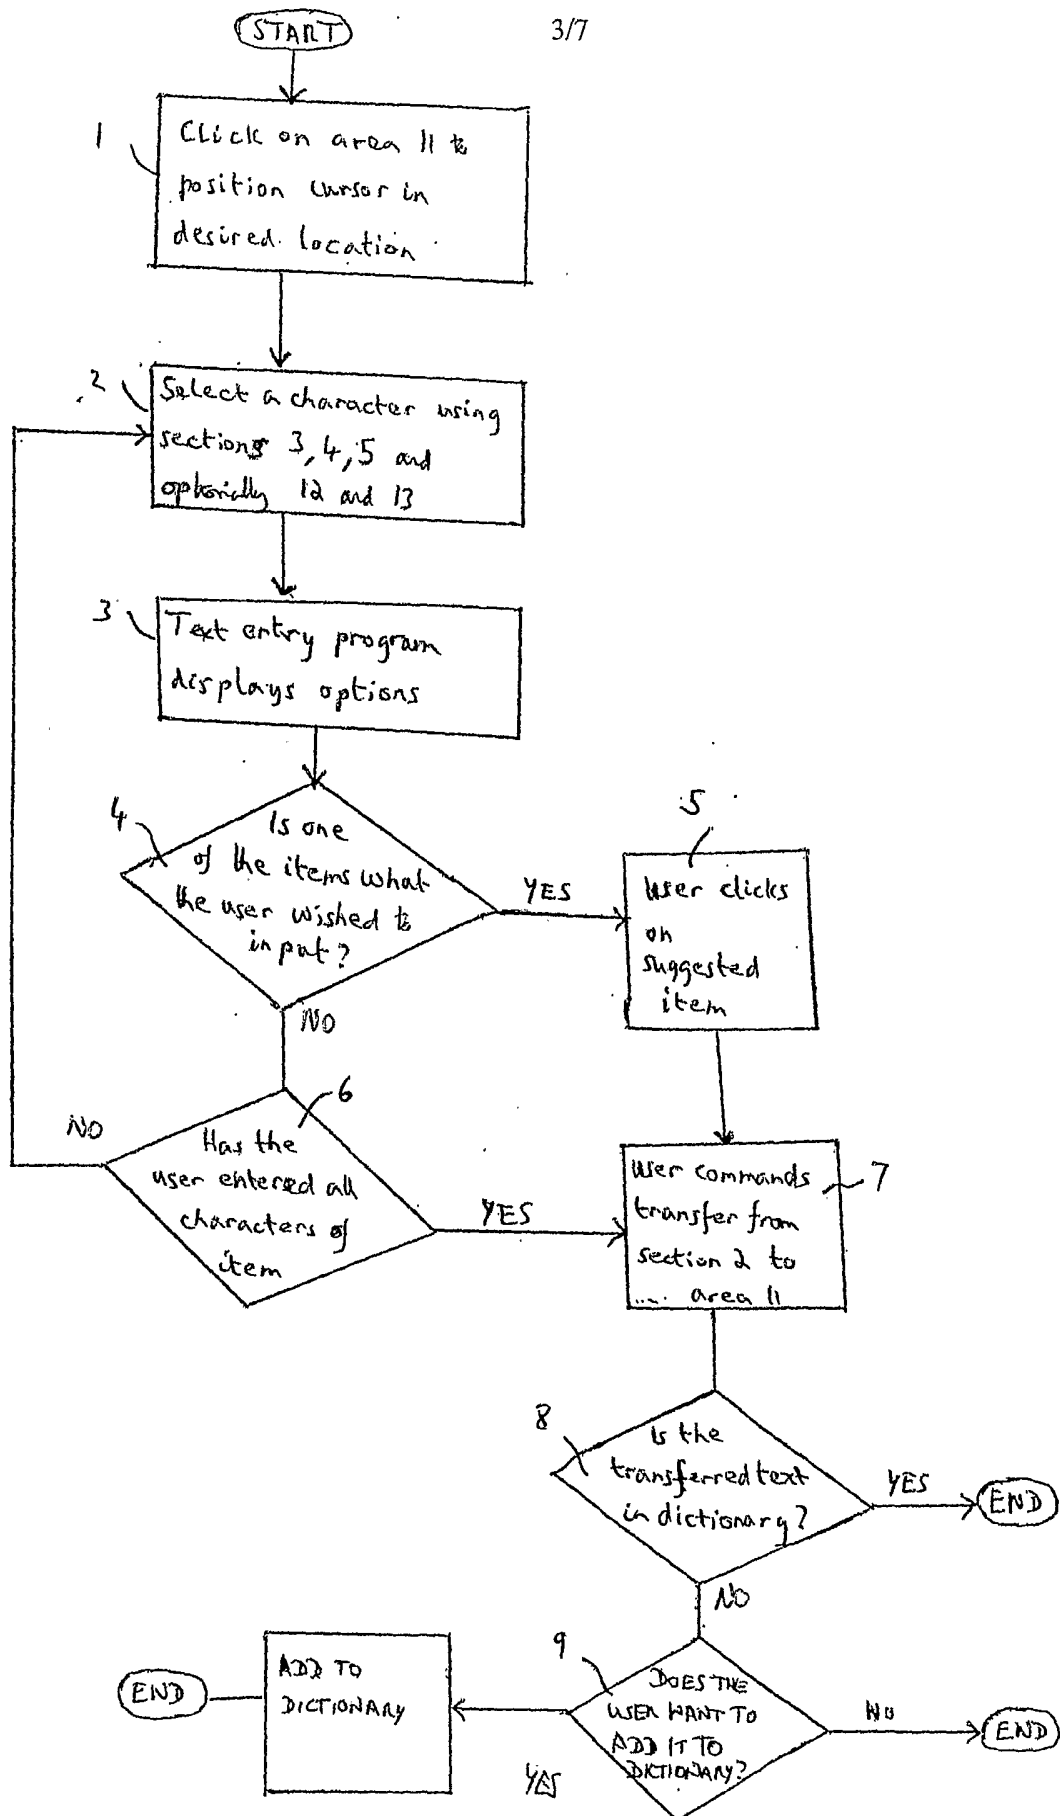 START
3/7
1
Click on area 11 to
position cursor in
desired location
2
Select a character using
sections 3, 4, 5 and
optionally 12 and 13
3
Text entry program
displays options
4
Is one
of the items what
the user wished to
input?
YES
5
User clicks
on
suggested
item
NO
6
NO
Has the
user entered all
characters of
item
YES
User commands
transfer from
section 2 to
.... area 11
7
8
Is the
transferred text
in dictionary?
YES
END
NO
9
DOES THE
USER WANT TO
ADD IT TO
DICTIONARY?
NO
END
YES
ADD TO
DICTIONARY
END